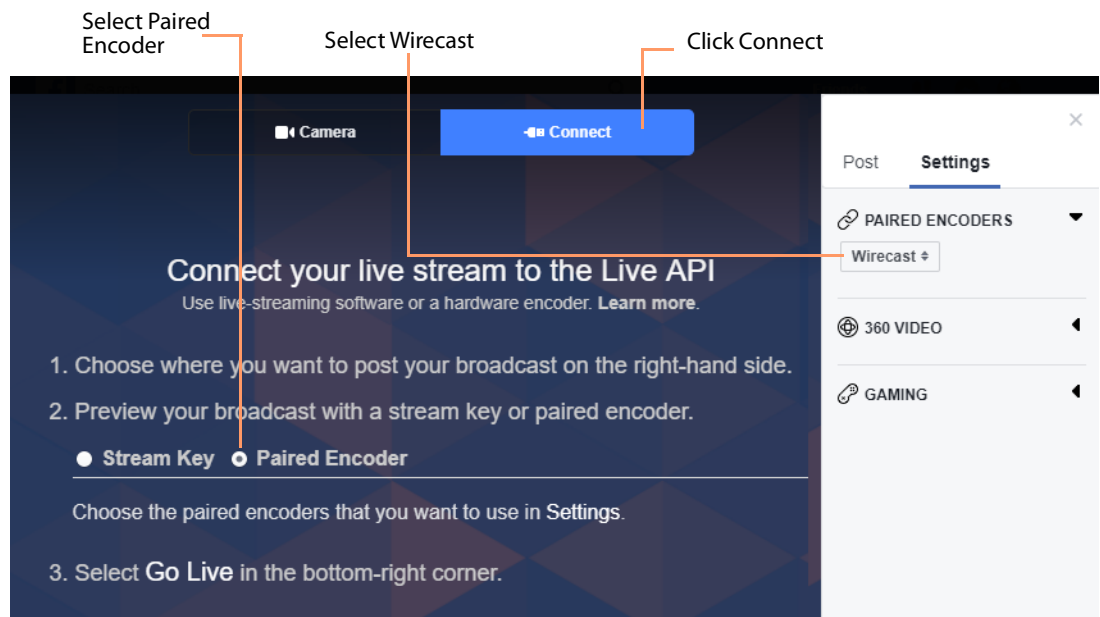 Select Paired
Encoder
Select Wirecast
Click Connect
Camera
Connect
Post
Settings
PAIRED ENCODERS
Wirecast
360 VIDEO
GAMING
Connect your live stream to the Live API
Use live-streaming software or a hardware encoder. Learn more.
1. Choose where you want to post your broadcast on the right-hand side.
2. Preview your broadcast with a stream key or paired encoder.
Stream Key
Paired Encoder
Choose the paired encoders that you want to use in Settings.
3. Select Go Live in the bottom-right corner.